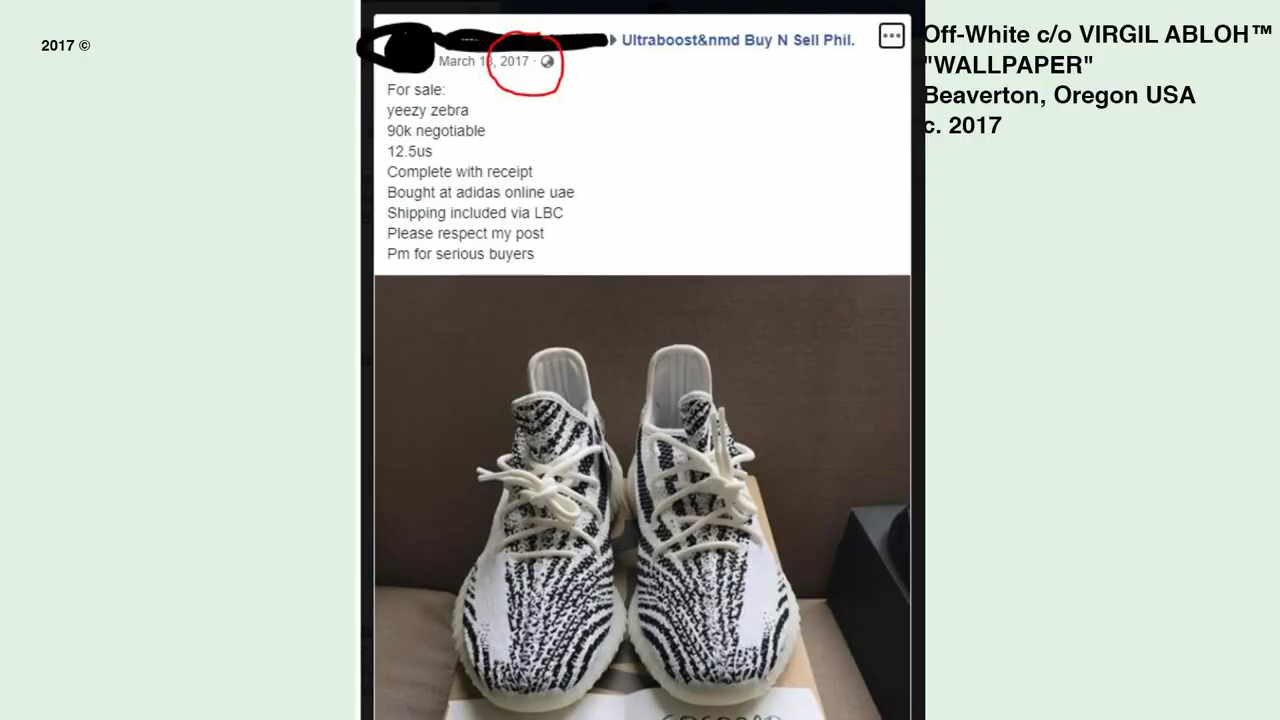 2017 ©
Ultraboost&nmd Buy N Sell Phil.
March 13, 2017 ·
For sale:
yeezy zebra
90k negotiable
12.5us
Complete with receipt
Bought at adidas online uae
Shipping included via LBC
Please respect my post
Pm for serious buyers
Off-White c/o VIRGIL ABLOH™
"WALLPAPER"
Beaverton, Oregon USA
c. 2017